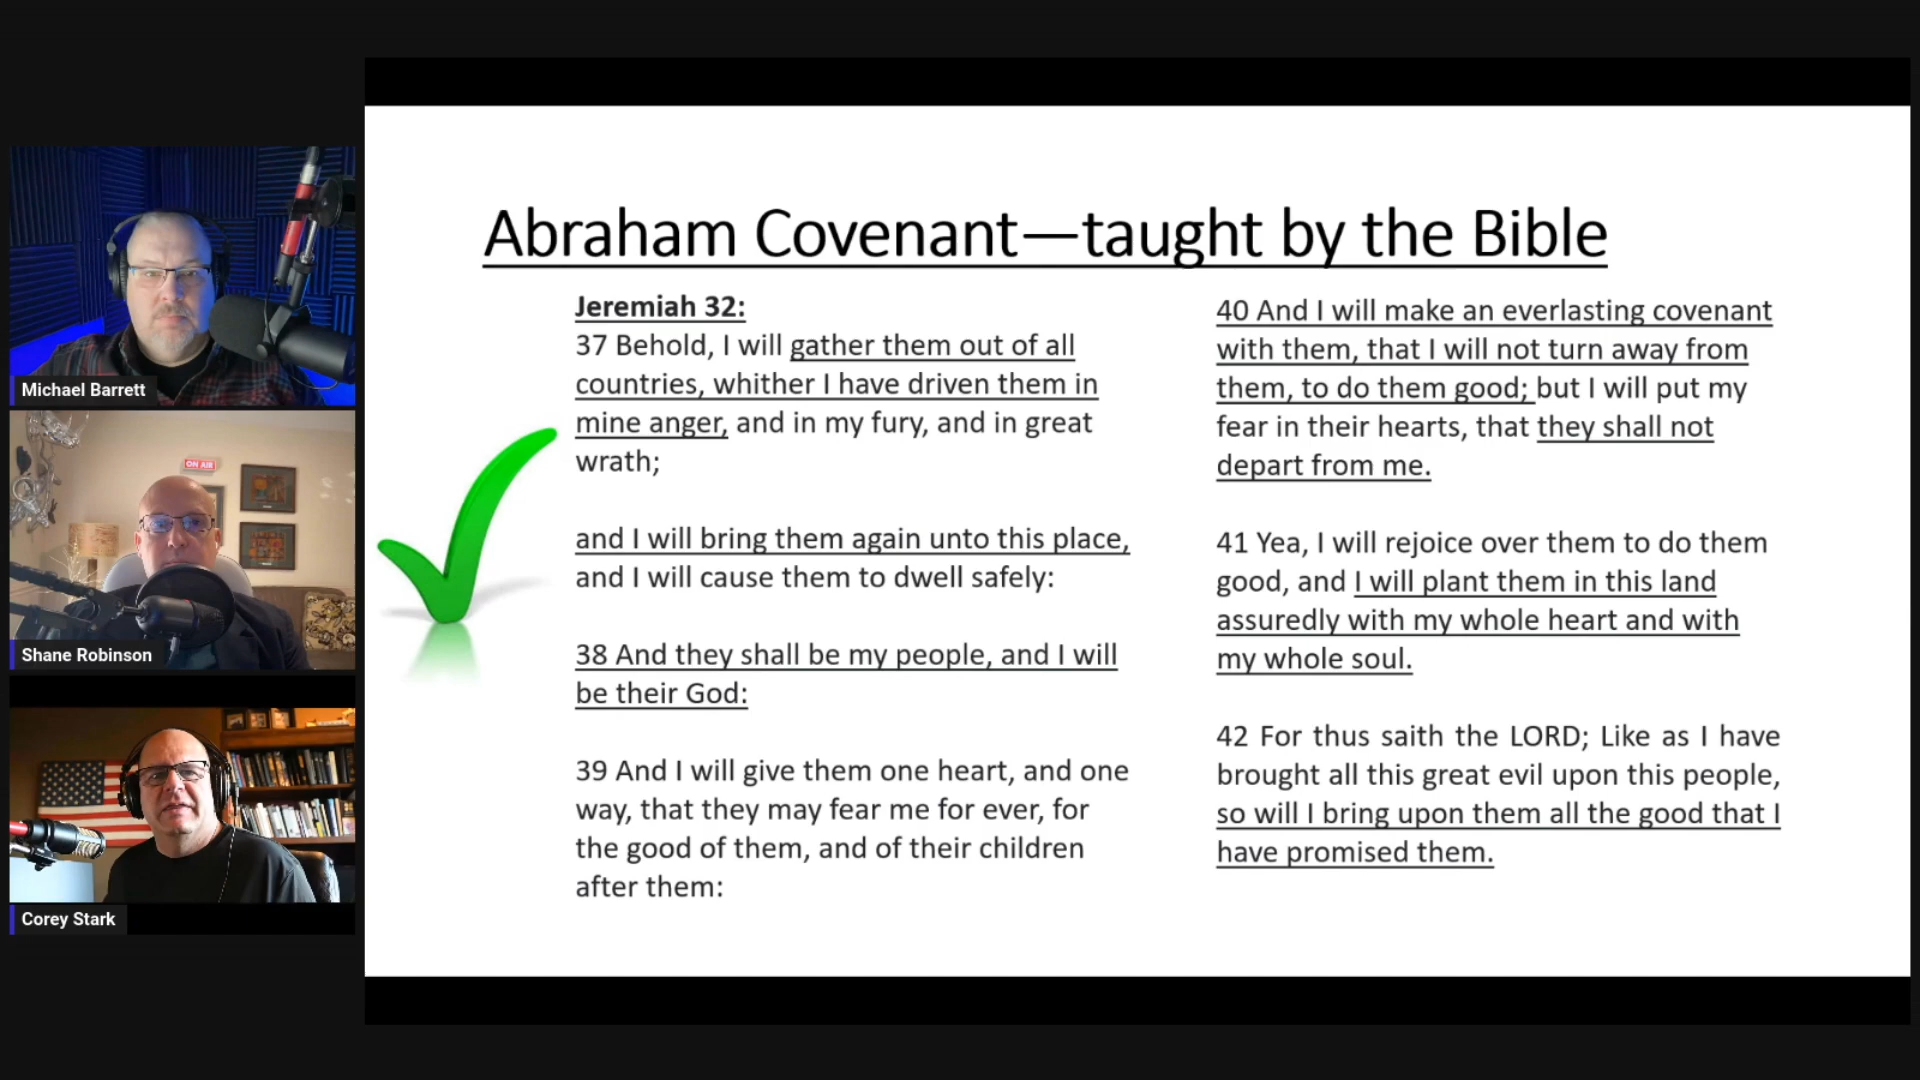 Abraham Covenant—taught by the Bible
Jeremiah 32:
37 Behold, I will gather them out of all
countries, whither I have driven them in
mine anger, and in my fury, and in great
wrath;
and I will bring them again unto this place,
and I will cause them to dwell safely:
38 And they shall be my people, and I will
be their God:
39 And I will give them one heart, and one
way, that they may fear me for ever, for
the good of them, and of their children
after them:
40 And I will make an everlasting covenant
with them, that I will not turn away from
them, to do them good; but I will put my
fear in their hearts, that they shall not
depart from me.
41 Yea, I will rejoice over them to do them
good, and I will plant them in this land
assuredly with my whole heart and with
my whole soul.
42 For thus saith the LORD; Like as I have
brought all this great evil upon this people,
so will I bring upon them all the good that I
have promised them.
Michael Barrett
ON AIR
Shane Robinson
Corey Stark